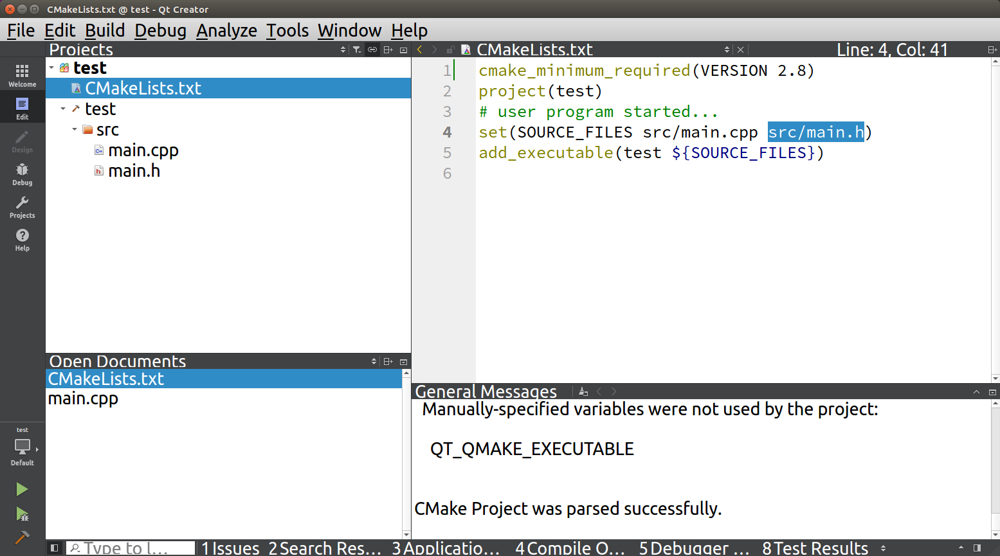 CMakeLists.txt @ test - Qt Creator
File Edit Build Debug Analyze Tools Window Help
Projects
CMakeLists.txt
Line: 4, Col: 41
Welcome
Edit
Design
Debug
Projects
Help
test
CMakeLists.txt
test
src
main.cpp
main.h
1 cmake_minimum_required(VERSION 2.8)
2 project(test)
3 # user program started...
4 set(SOURCE_FILES src/main.cpp src/main.h)
5 add_executable(test ${SOURCE_FILES})
6
Open Documents
CMakeLists.txt
main.cpp
General Messages
Manually-specified variables were not used by the project:
QT_QMAKE_EXECUTABLE
CMake Project was parsed successfully.
test
Default
Type to l...
1 Issues 2 Search Res... 3 Applicatio... 4 Compile O... 5 Debugger ... 8 Test Results